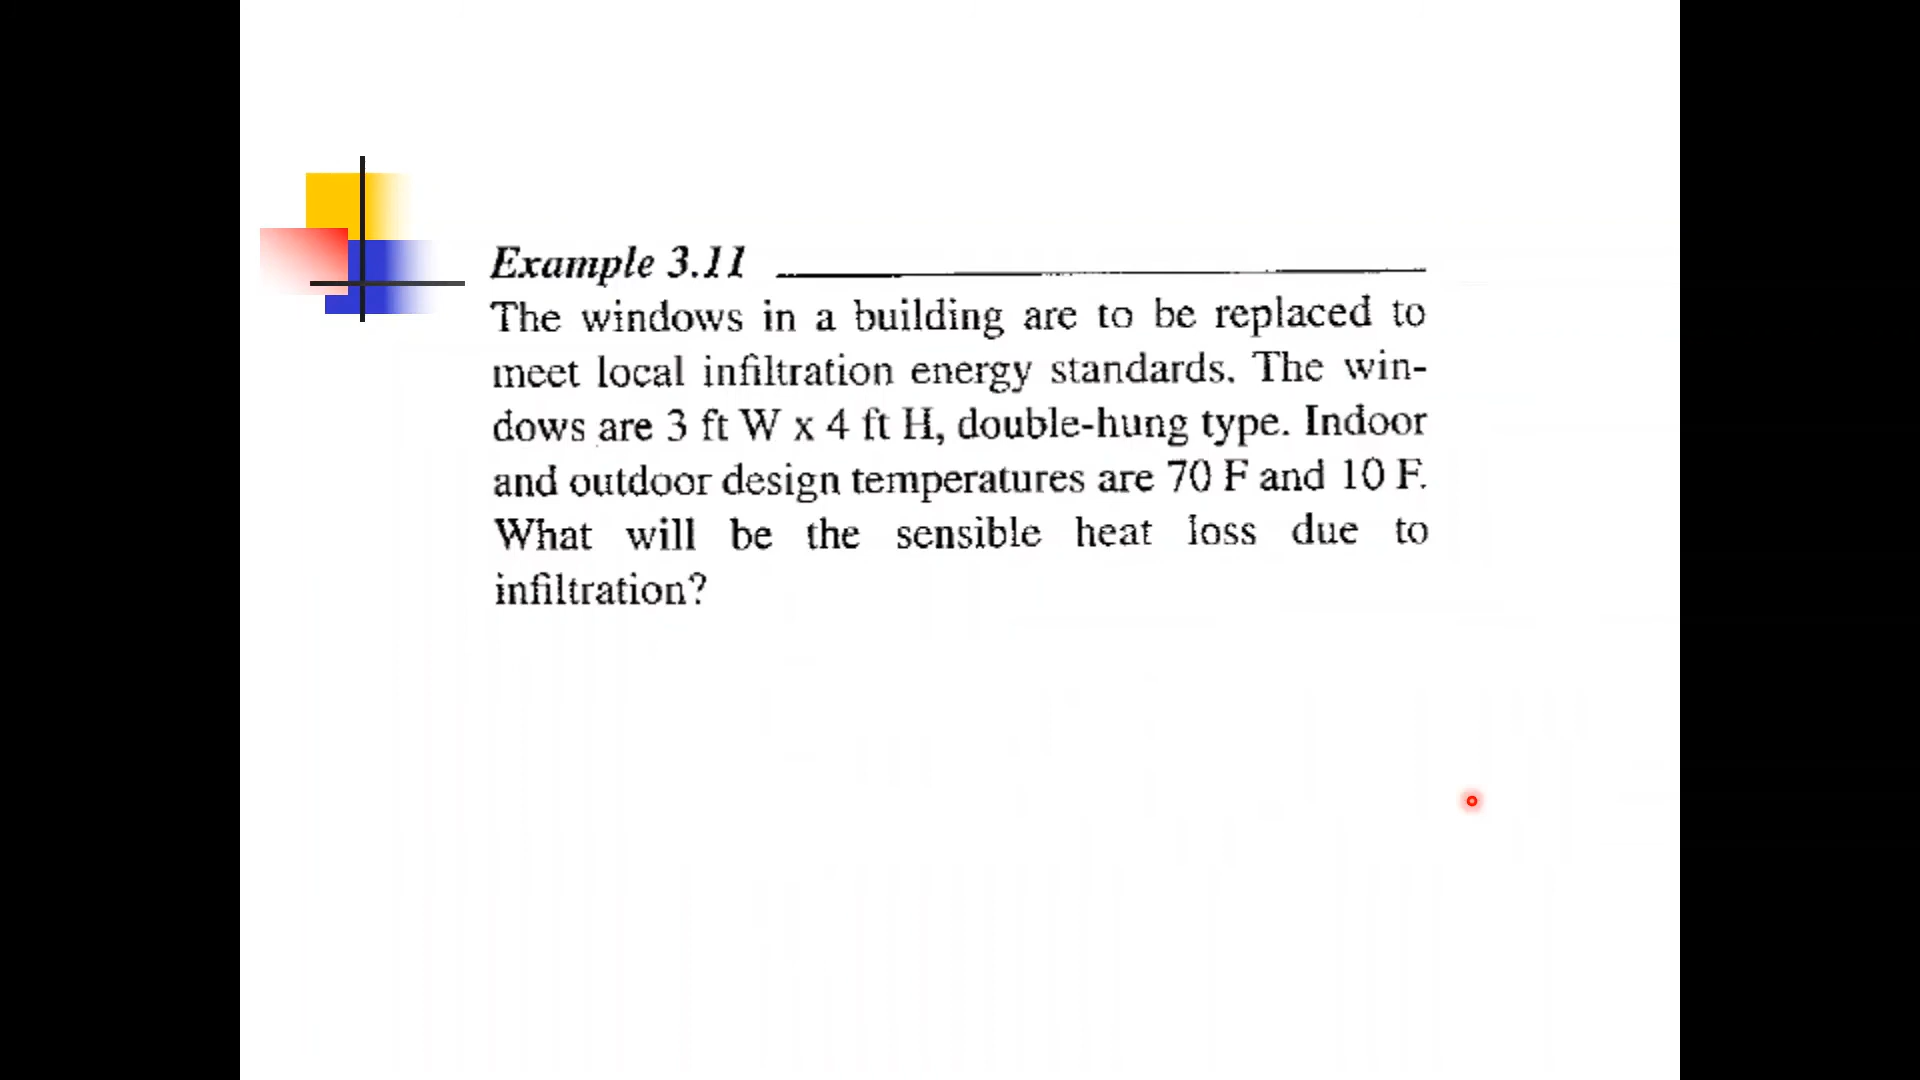 Example 3.11
The windows in a building are to be replaced to
meet local infiltration energy standards. The win-
dows are 3 ft W x 4 ft H, double-hung type. Indoor
and outdoor design temperatures are 70 F and 10 F.
What will be the sensible heat loss due to
infiltration?